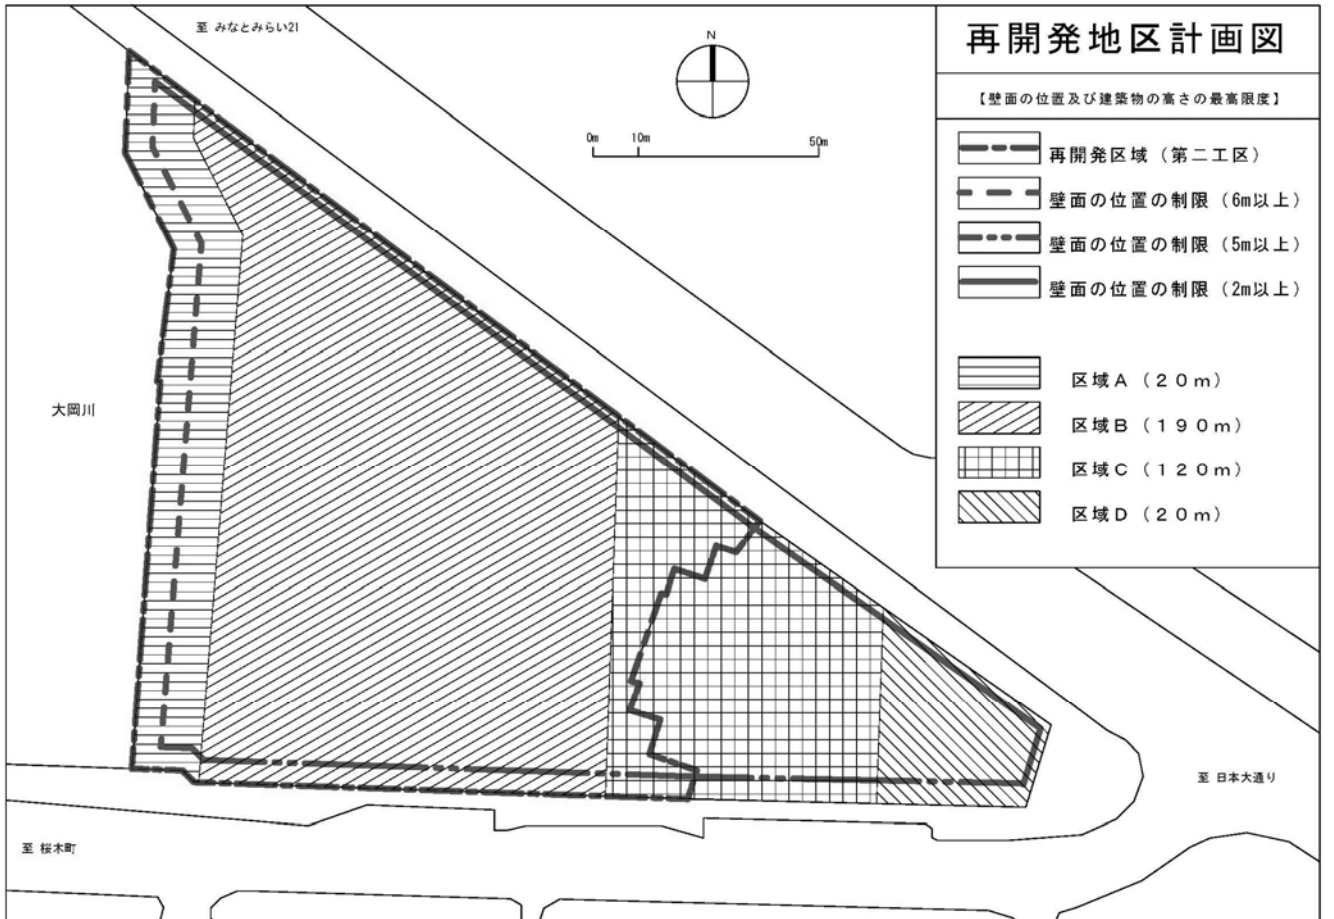 至 みなとみらい21
N
0m 10m 50m
大岡川
至 桜木町
至 日本大通り
再開発地区計画図
【壁面の位置及び建築物の高さの最高限度】
再開発区域（第二工区）
壁面の位置の制限（6m以上）
壁面の位置の制限（5m以上）
壁面の位置の制限（2m以上）
区域A（２０ｍ）
区域B（１９０ｍ）
区域C（１２０ｍ）
区域D（２０ｍ）